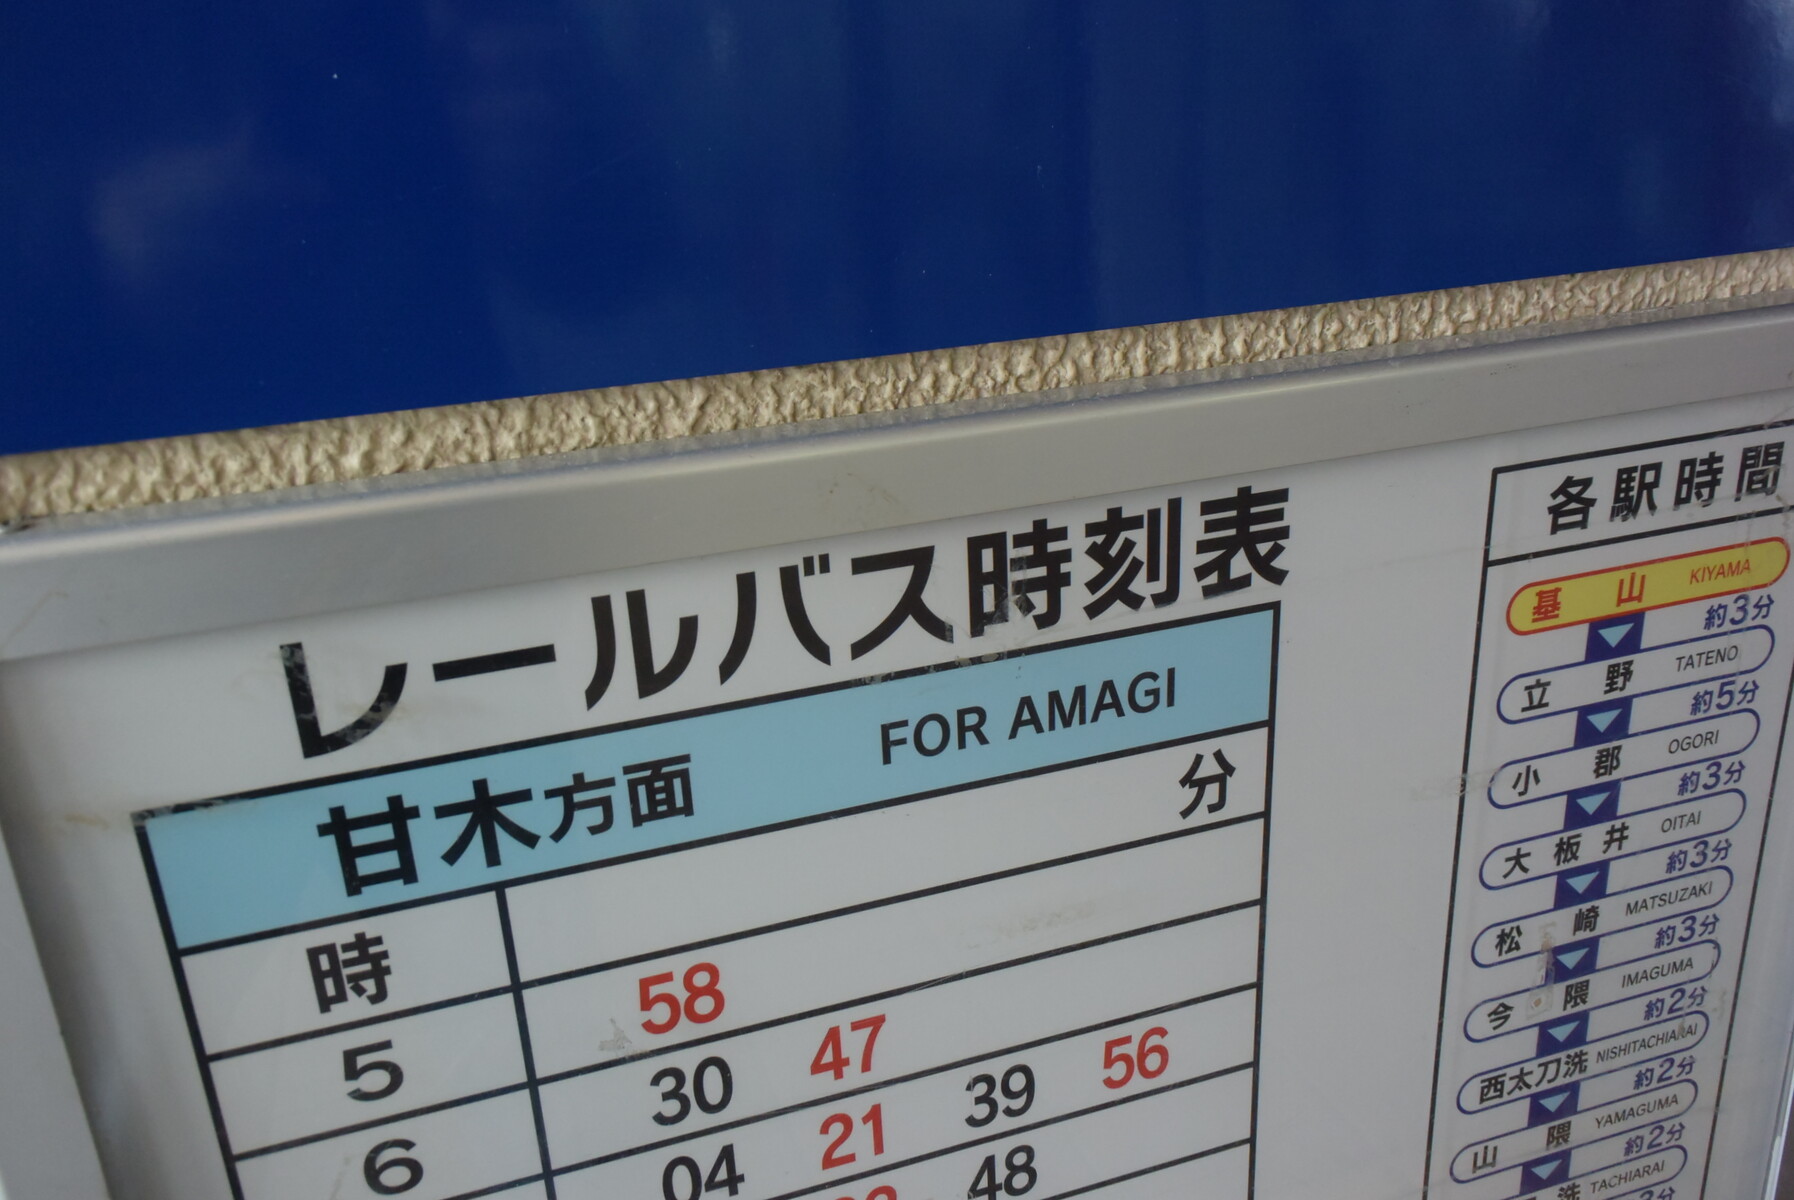 レールバス時刻表
甘木方面 FOR AMAGI
時 分
5 58
6 30 47
04 21 39 56
48
各駅時間
基山 KIYAMA
約3分
立野 TATENO
約5分
小郡 OGORI
約3分
大板井 OITAI
約3分
松崎 MATSUZAKI
約3分
今隈 IMAGUMA
約2分
西太刀洗 NISHITACHIARAI
約2分
山隈 YAMAGUMA
約2分
洗 TACHIARAI